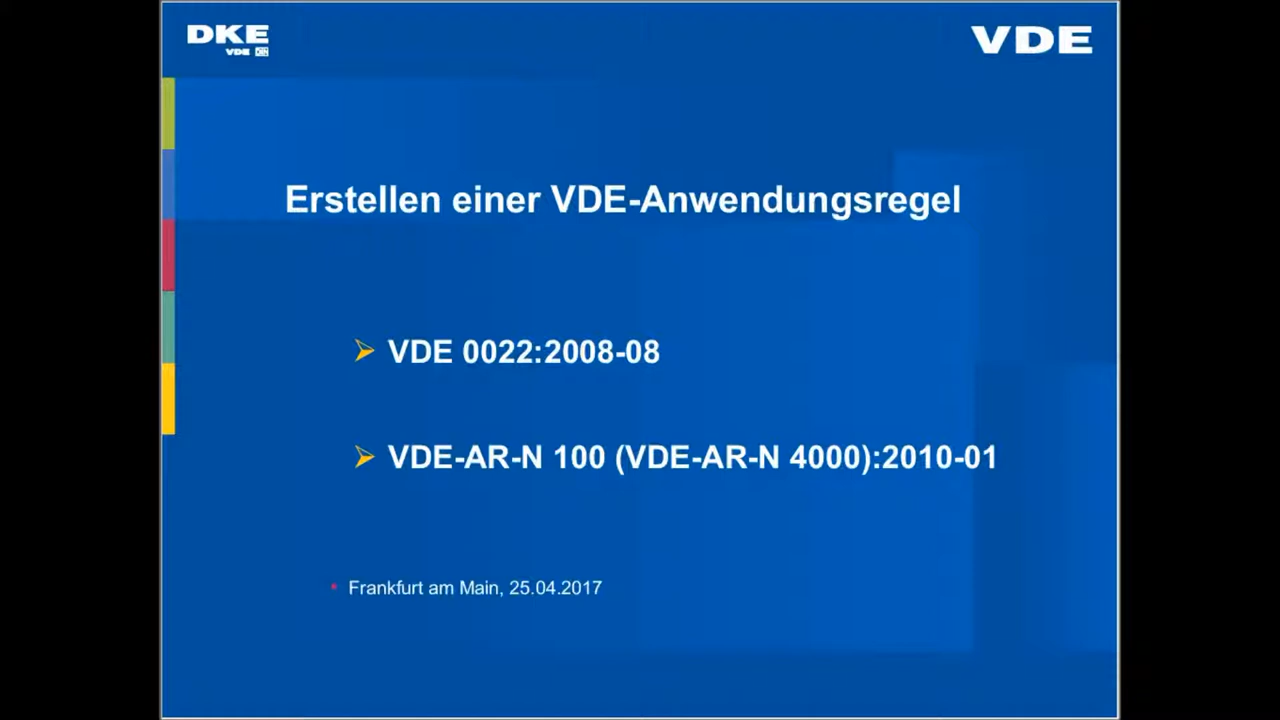 DKE
VDE DIN
VDE
Erstellen einer VDE-Anwendungsregel
VDE 0022:2008-08
VDE-AR-N 100 (VDE-AR-N 4000):2010-01
Frankfurt am Main, 25.04.2017